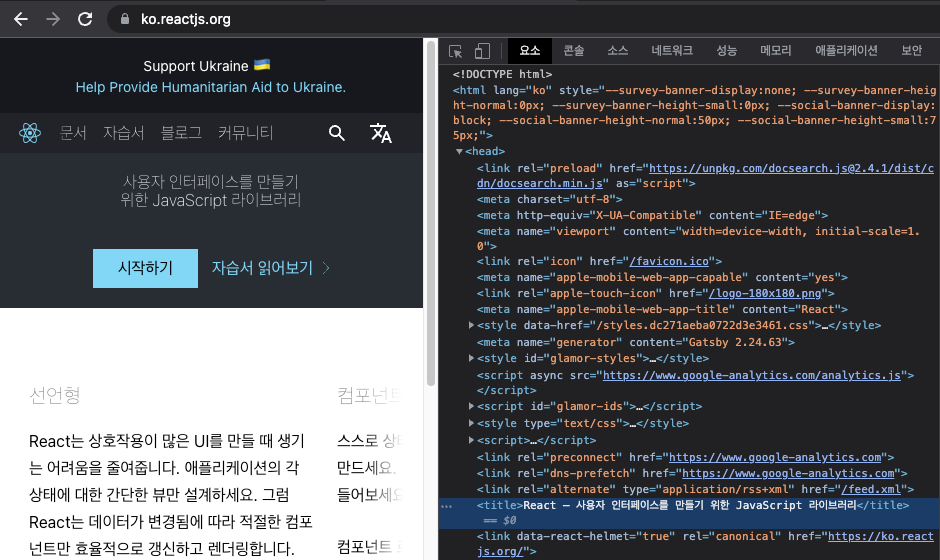 ko.reactjs.org
Support Ukraine 🇺🇦
Help Provide Humanitarian Aid to Ukraine.
문서 자습서 블로그 커뮤니티
사용자 인터페이스를 만들기
위한 JavaScript 라이브러리
시작하기 자습서 읽어보기
선언형
React는 상호작용이 많은 UI를 만들 때 생기
는 어려움을 줄여줍니다. 애플리케이션의 각
상태에 대한 간단한 뷰만 설계하세요. 그럼
React는 데이터가 변경됨에 따라 적절한 컴포
넌트만 효율적으로 갱신하고 렌더링합니다.
컴포넌트
스스로 상태
만드세요.
들어보세요
컴포넌트
요소 콘솔 소스 네트워크 성능 메모리 애플리케이션 보안
<!DOCTYPE html>
<html lang="ko" style="--survey-banner-display:none; --survey-banner-heig
ht-normal:0px; --survey-banner-height-small:0px; --social-banner-display:
block; --social-banner-height-normal:50px; --social-banner-height-small:7
5px;">
<head>
<link rel="preload" href="https://unpkg.com/docsearch.js@2.4.1/dist/c
dn/docsearch.min.js" as="script">
<meta charset="utf-8">
<meta http-equiv="X-UA-Compatible" content="IE=edge">
<meta name="viewport" content="width=device-width, initial-scale=1.
0">
<link rel="icon" href="/favicon.ico">
<meta name="apple-mobile-web-app-capable" content="yes">
<link rel="apple-touch-icon" href="/logo-180x180.png">
<meta name="apple-mobile-web-app-title" content="React">
<style data-href="/styles.dc271aeba0722d3e3461.css">…</style>
<meta name="generator" content="Gatsby 2.24.63">
<style id="glamor-styles">…</style>
<script async src="https://www.google-analytics.com/analytics.js">
</script>
<script id="glamor-ids">…</script>
<style type="text/css">…</style>
<script>…</script>
<link rel="preconnect" href="https://www.google-analytics.com">
<link rel="dns-prefetch" href="https://www.google-analytics.com">
<link rel="alternate" type="application/rss+xml" href="/feed.xml">
<title>React – 사용자 인터페이스를 만들기 위한 JavaScript 라이브러리</title>
== $0
<link data-react-helmet="true" rel="canonical" href="https://ko.react
js.org/">